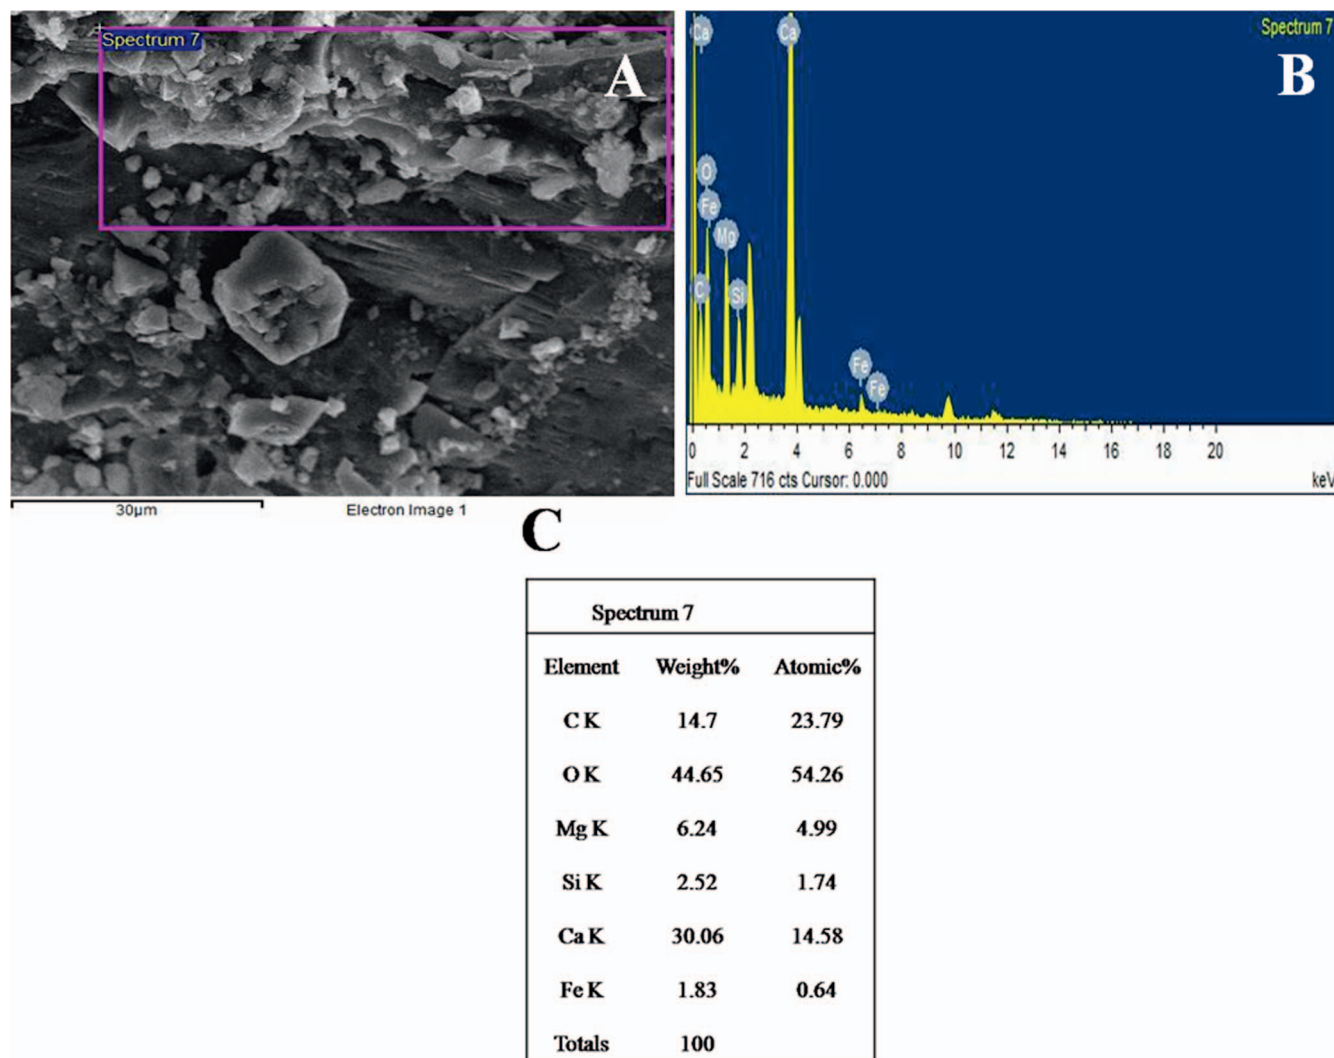 Spectrum 7
A
30µm
Electron Image 1
Ca
Ca
Spectrum 7
B
O
Fe
Mg
C
Si
Fe
Fe
0 2 4 6 8 10 12 14 16 18 20
Full Scale 716 cts Cursor: 0.000
keV
C
Spectrum 7
Element Weight% Atomic%
C K 14.7 23.79
O K 44.65 54.26
Mg K 6.24 4.99
Si K 2.52 1.74
Ca K 30.06 14.58
Fe K 1.83 0.64
Totals 100